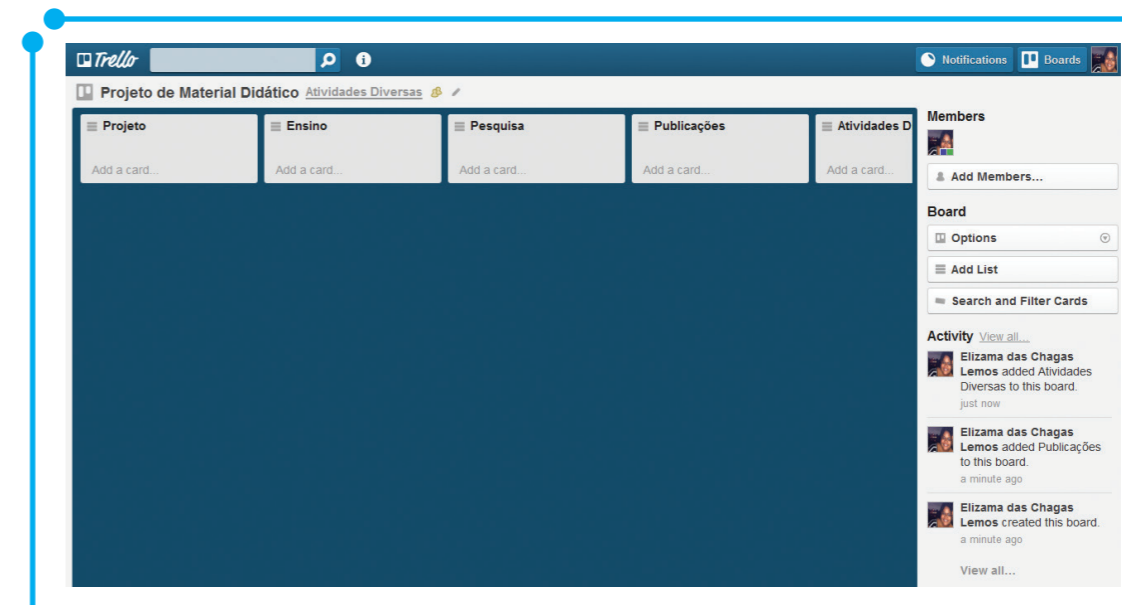 Trello
Notifications
Boards
Projeto de Material Didático Atividades Diversas
Projeto
Ensino
Pesquisa
Publicações
Atividades D
Add a card...
Add a card...
Add a card...
Add a card...
Add a card...
Members
Add Members...
Board
Options
Add List
Search and Filter Cards
Activity View all...
Elizama das Chagas
Lemos added Atividades
Diversas to this board.
just now
Elizama das Chagas
Lemos added Publicações
to this board.
a minute ago
Elizama das Chagas
Lemos created this board.
a minute ago
View all...